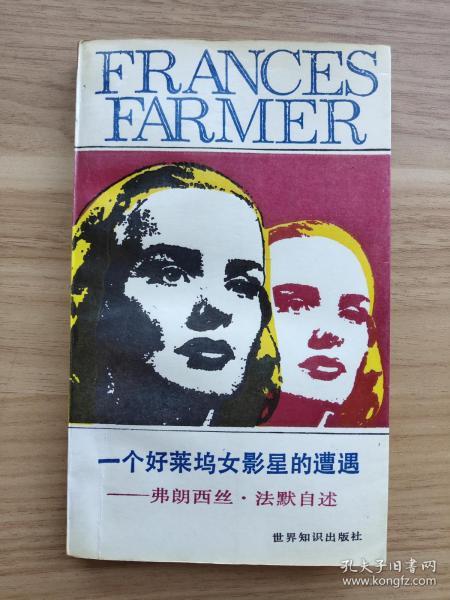 FRANCES
FARMER
一个好莱坞女影星的遭遇
——弗朗西丝·法默自述
世界知识出版社
孔夫子旧书网
www.kongfz.com